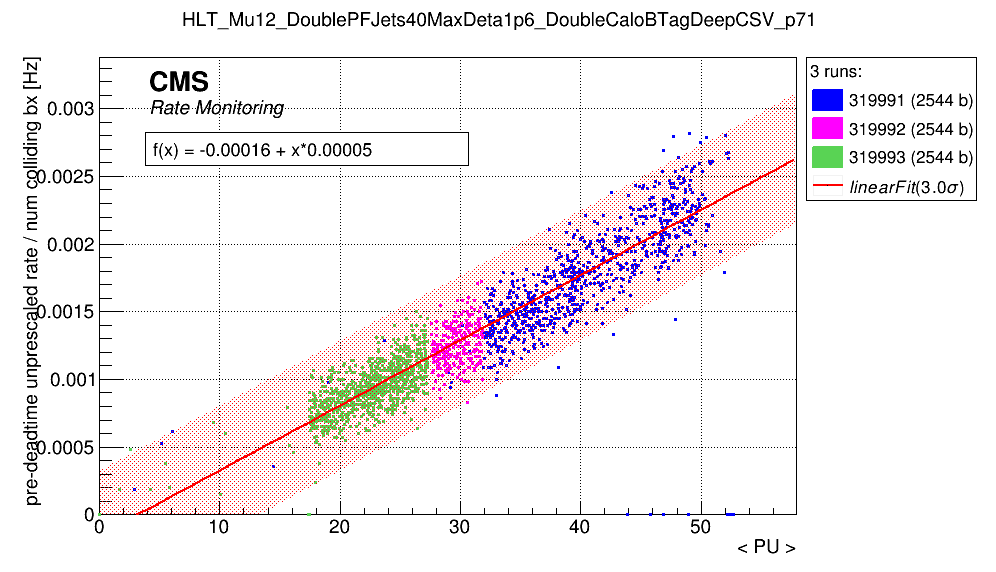 HLT_Mu12_DoublePFJets40MaxDeta1p6_DoubleCaloBTagDeepCSV_p71
pre-deadtime unprescaled rate / num colliding bx [Hz]
CMS
Rate Monitoring
f(x) = -0.00016 + x*0.00005
0.003
0.0025
0.002
0.0015
0.001
0.0005
0
0 10 20 30 40 50
< PU >
3 runs:
319991 (2544 b)
319992 (2544 b)
319993 (2544 b)
linearFit(3.0σ)